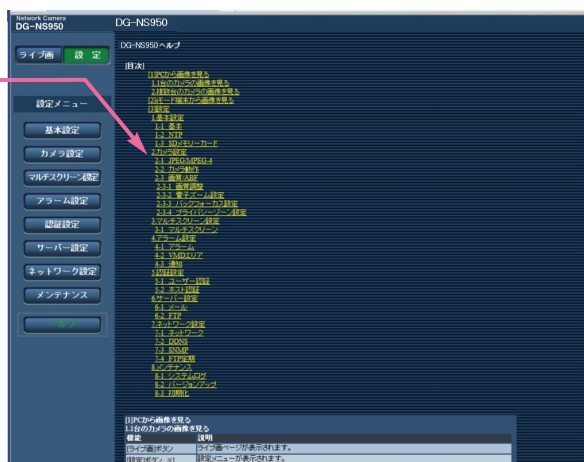 Network Camera
DG-NS950
DG-NS950
ライブ画 設 定
設定メニュー
基本設定
カメラ設定
マルチスクリーン設定
アラーム設定
認証設定
サーバー設定
ネットワーク設定
メンテナンス
ヘルプ
DG-NS950 ヘルプ
[目次]
[1]PCから画像を見る
1.1台のカメラの画像を見る
2.複数台のカメラの画像を見る
[2]iモード端末から画像を見る
[3]設定
1.基本設定
1-1 基本
1-2 NTP
1-3 SDメモリーカード
2.カメラ設定
2-1 JPEG/MPEG-4
2-2 カメラ動作
2-3 画質/ABF
2-3-1 画質調整
2-3-2 電子ズーム設定
2-3-3 バックフォーカス設定
2-3-4 プライバシーゾーン設定
3.マルチスクリーン設定
3-1 マルチスクリーン
4.アラーム設定
4-1 アラーム
4-2 VMDエリア
4-3 通知
5.認証設定
5-1 ユーザー認証
5-2 ホスト認証
6.サーバー設定
6-1 メール
6-2 FTP
7.ネットワーク設定
7-1 ネットワーク
7-2 DDNS
7-3 SNMP
7-4 FTP定期
8.メンテナンス
8-1 システムログ
8-2 バージョンアップ
8-3 初期化
[1]PCから画像を見る
1.1台のカメラの画像を見る
機能 説明
[ライブ画]ボタン ライブ画ページが表示されます。
[設定]ボタン ※1 設定メニューが表示されます。